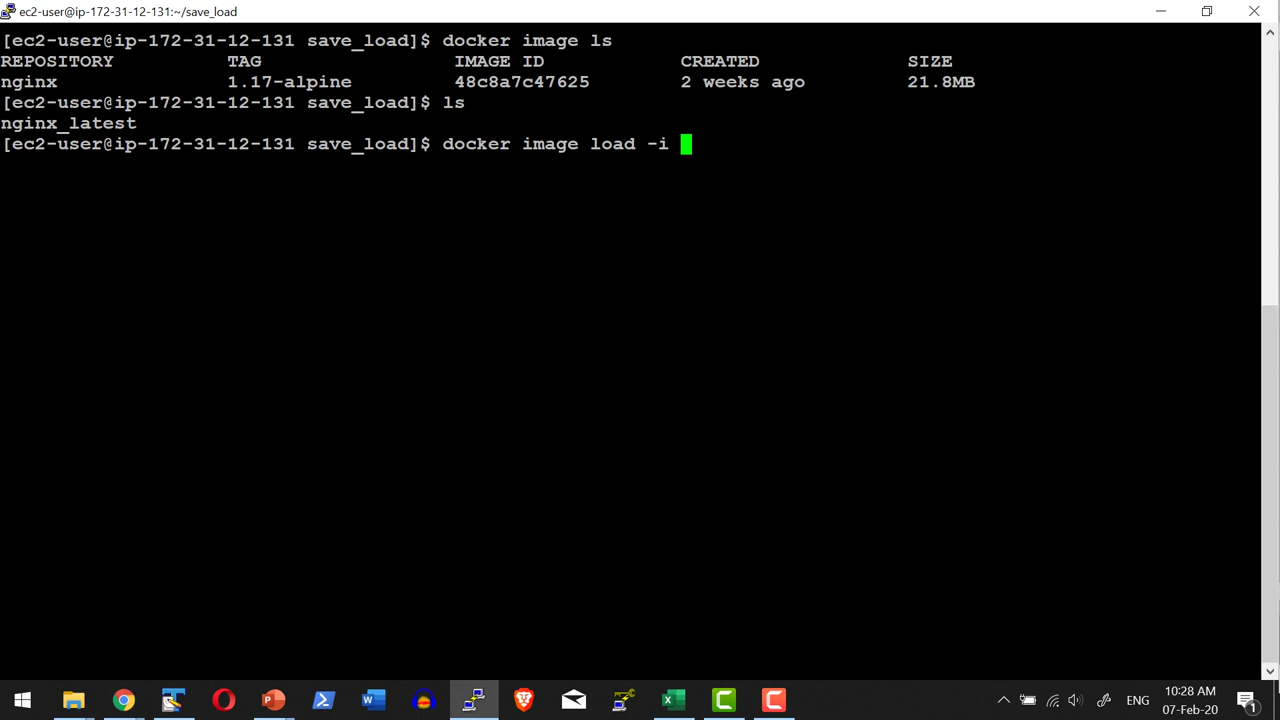 ec2-user@ip-172-31-12-131:~/save_load
[ec2-user@ip-172-31-12-131 save_load]$ docker image ls
REPOSITORY TAG IMAGE ID CREATED SIZE
nginx 1.17-alpine 48c8a7c47625 2 weeks ago 21.8MB
[ec2-user@ip-172-31-12-131 save_load]$ ls
nginx_latest
[ec2-user@ip-172-31-12-131 save_load]$ docker image load -i
ENG
10:28 AM
07-Feb-20
1